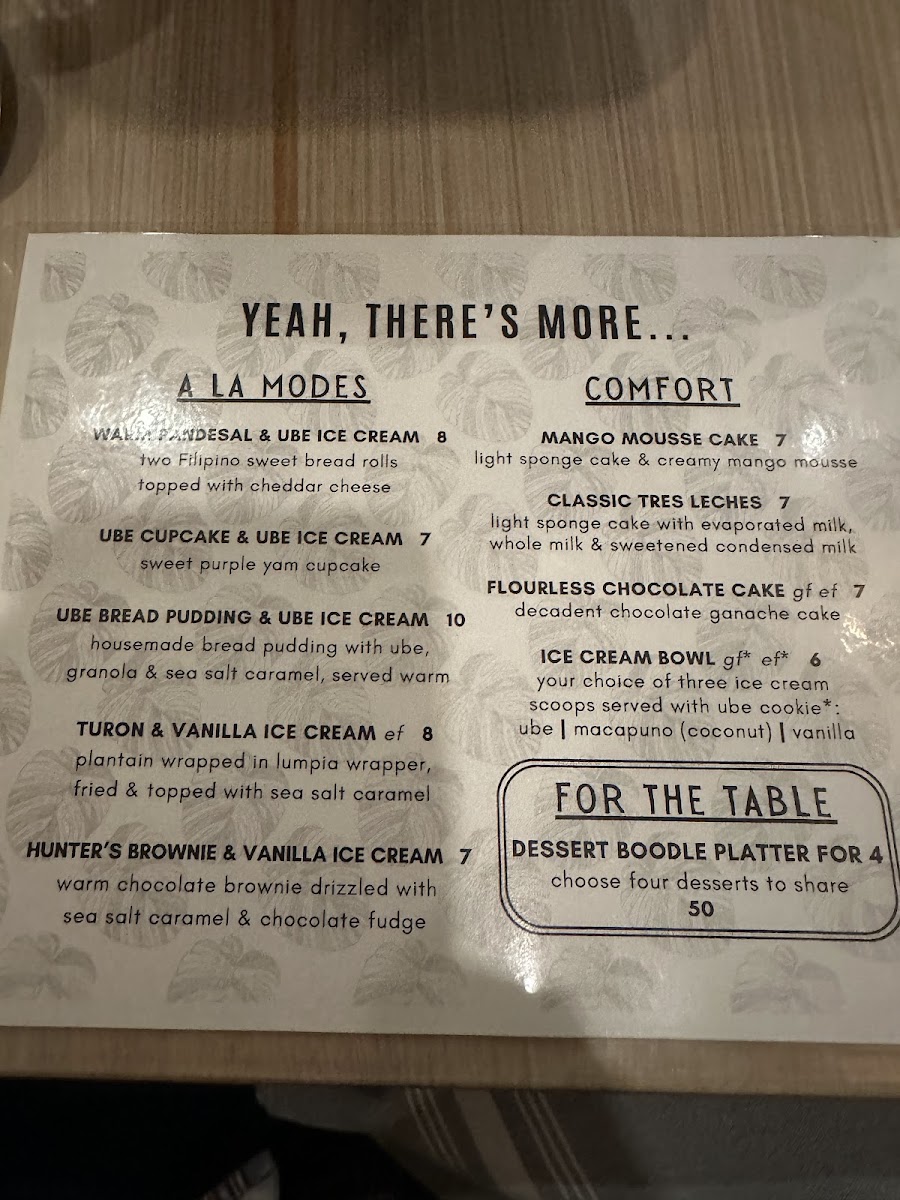 YEAH, THERE'S MORE...
A LA MODES
PANDESAL & UBE ICE CREAM 8
two Filipino sweet bread rolls
topped with cheddar cheese
UBE CUPCAKE & UBE ICE CREAM 7
sweet purple yam cupcake
UBE BREAD PUDDING & UBE ICE CREAM 10
housemade bread pudding with ube,
granola & sea salt caramel, served warm
TURON & VANILLA ICE CREAM ef 8
plantain wrapped in lumpia wrapper,
fried & topped with sea salt caramel
HUNTER'S BROWNIE & VANILLA ICE CREAM 7
warm chocolate brownie drizzled with
sea salt caramel & chocolate fudge
COMFORT
MANGO MOUSSE CAKE 7
light sponge cake & creamy mango mousse
CLASSIC TRES LECHES 7
light sponge cake with evaporated milk,
whole milk & sweetened condensed milk
FLOURLESS CHOCOLATE CAKE gf ef 7
decadent chocolate ganache cake
ICE CREAM BOWL gf* ef* 6
your choice of three ice cream
scoops served with ube cookie*:
ube | macapuno (coconut) | vanilla
FOR THE TABLE
DESSERT BOODLE PLATTER FOR 4
choose four desserts to share
50